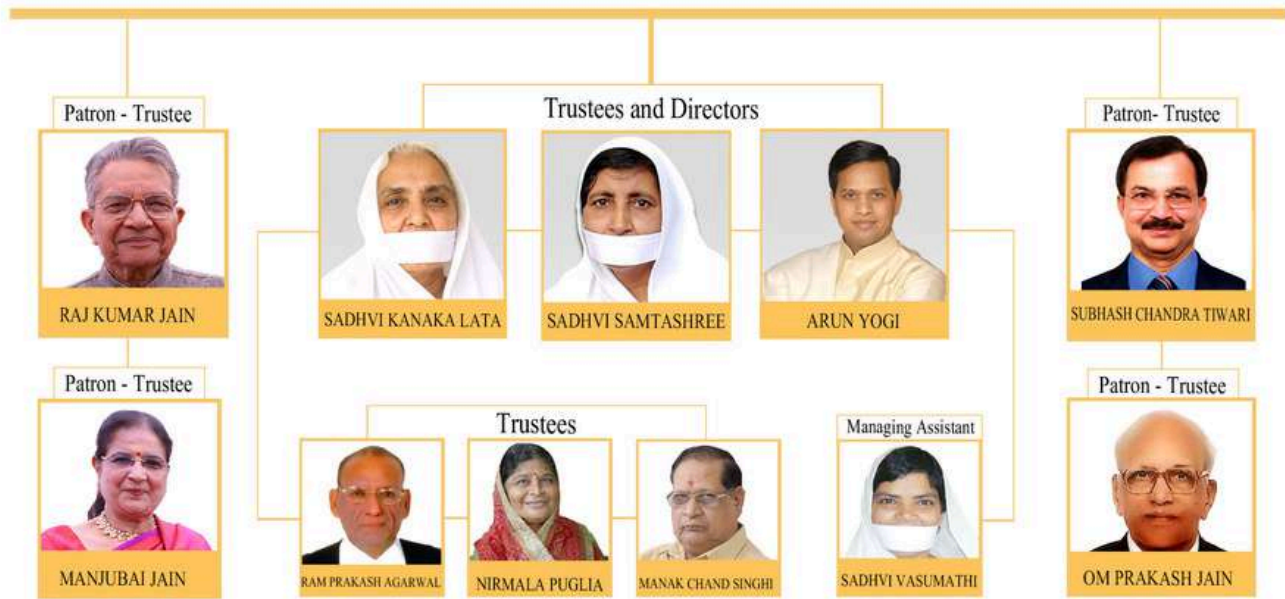 Patron - Trustee
RAJ KUMAR JAIN
Patron - Trustee
MANJUBAI JAIN
Trustees and Directors
SADHVI KANAKA LATA
SADHVI SAMTASHREE
ARUN YOGI
Trustees
RAM PRAKASH AGARWAL
NIRMALA PUGLIA
MANAK CHAND SINGHI
Managing Assistant
SADHVI VASUMATHI
Patron- Trustee
SUBHASH CHANDRA TIWARI
Patron - Trustee
OM PRAKASH JAIN